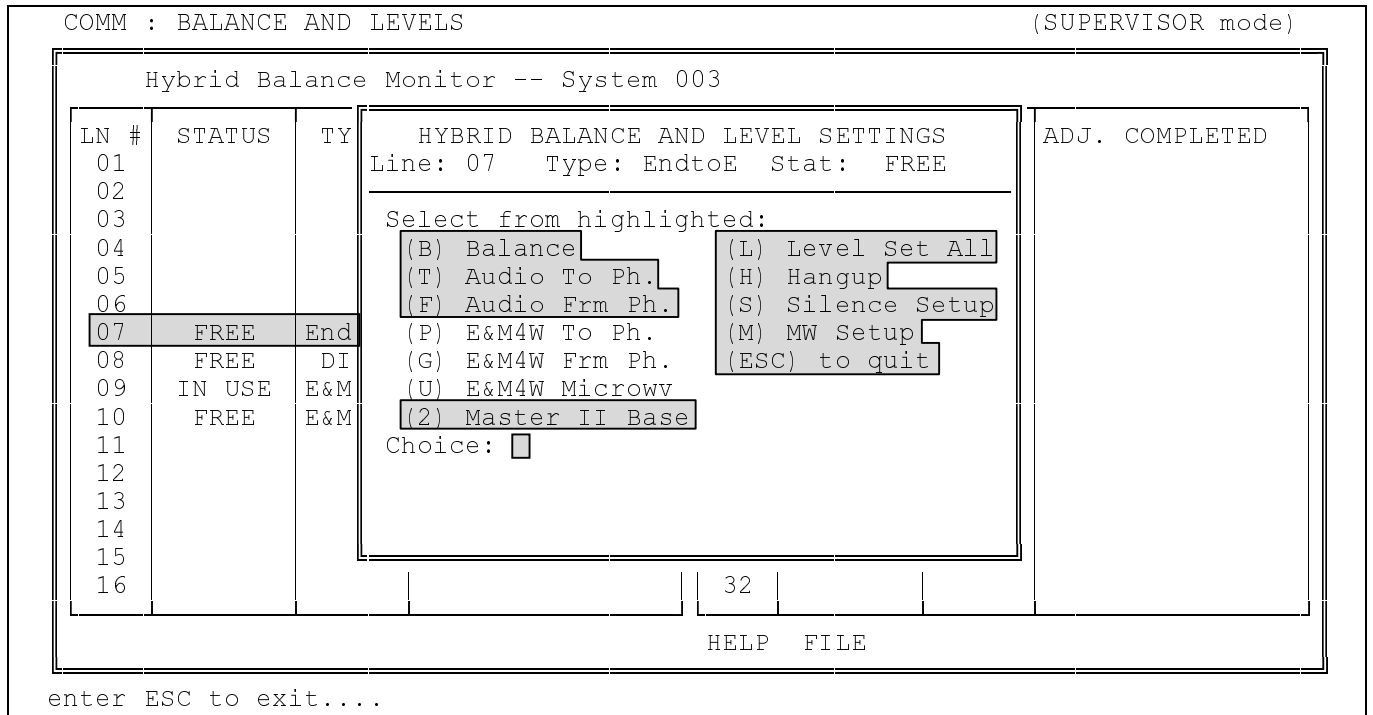 COMM : BALANCE AND LEVELS (SUPERVISOR mode)
Hybrid Balance Monitor -- System 003
LN # STATUS TY HYBRID BALANCE AND LEVEL SETTINGS ADJ. COMPLETED
01 Line: 07 Type: EndtoE Stat: FREE
02
03 Select from highlighted:
04 (B) Balance (L) Level Set All
05 (T) Audio To Ph. (H) Hangup
06 (F) Audio Frm Ph. (S) Silence Setup
07 FREE End (P) E&M4W To Ph. (M) MW Setup
08 FREE DI (G) E&M4W Frm Ph. (ESC) to quit
09 IN USE E&M (U) E&M4W Microwv
10 FREE E&M (2) Master II Base
11 Choice:
12
13
14
15
16 32
HELP FILE
enter ESC to exit....